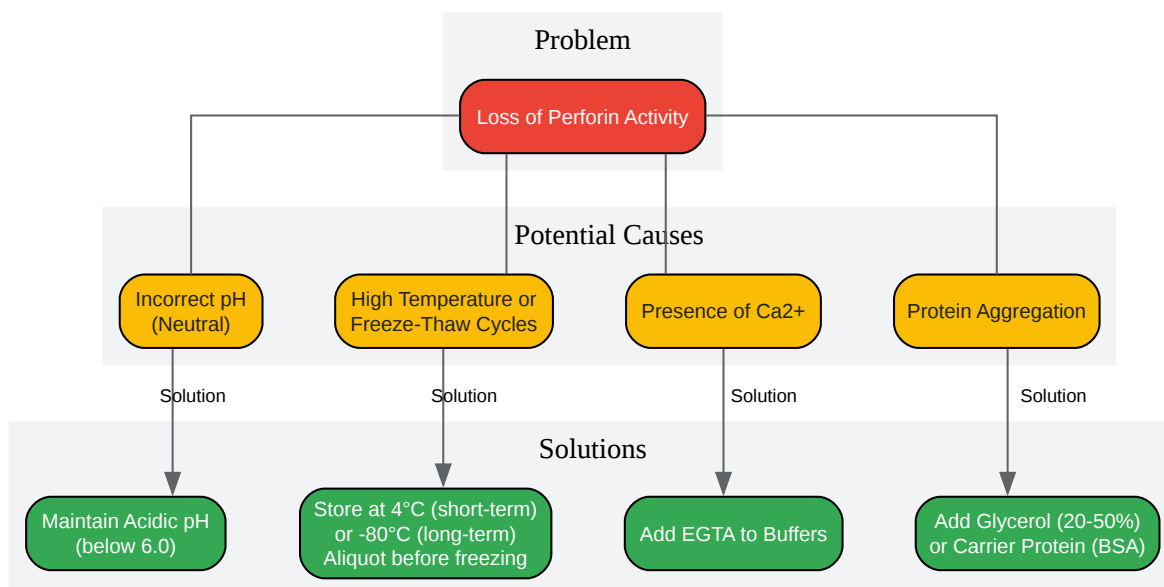 Problem
Loss of Perforin Activity
Potential Causes
Incorrect pH
(Neutral)
High Temperature or
Freeze-Thaw Cycles
Presence of Ca2+
Protein Aggregation
Solution
Solution
Solution
Solution
Solutions
Maintain Acidic pH
(below 6.0)
Store at 4°C (short-term)
or -80°C (long-term)
Aliquot before freezing
Add EGTA to Buffers
Add Glycerol (20-50%)
or Carrier Protein (BSA)